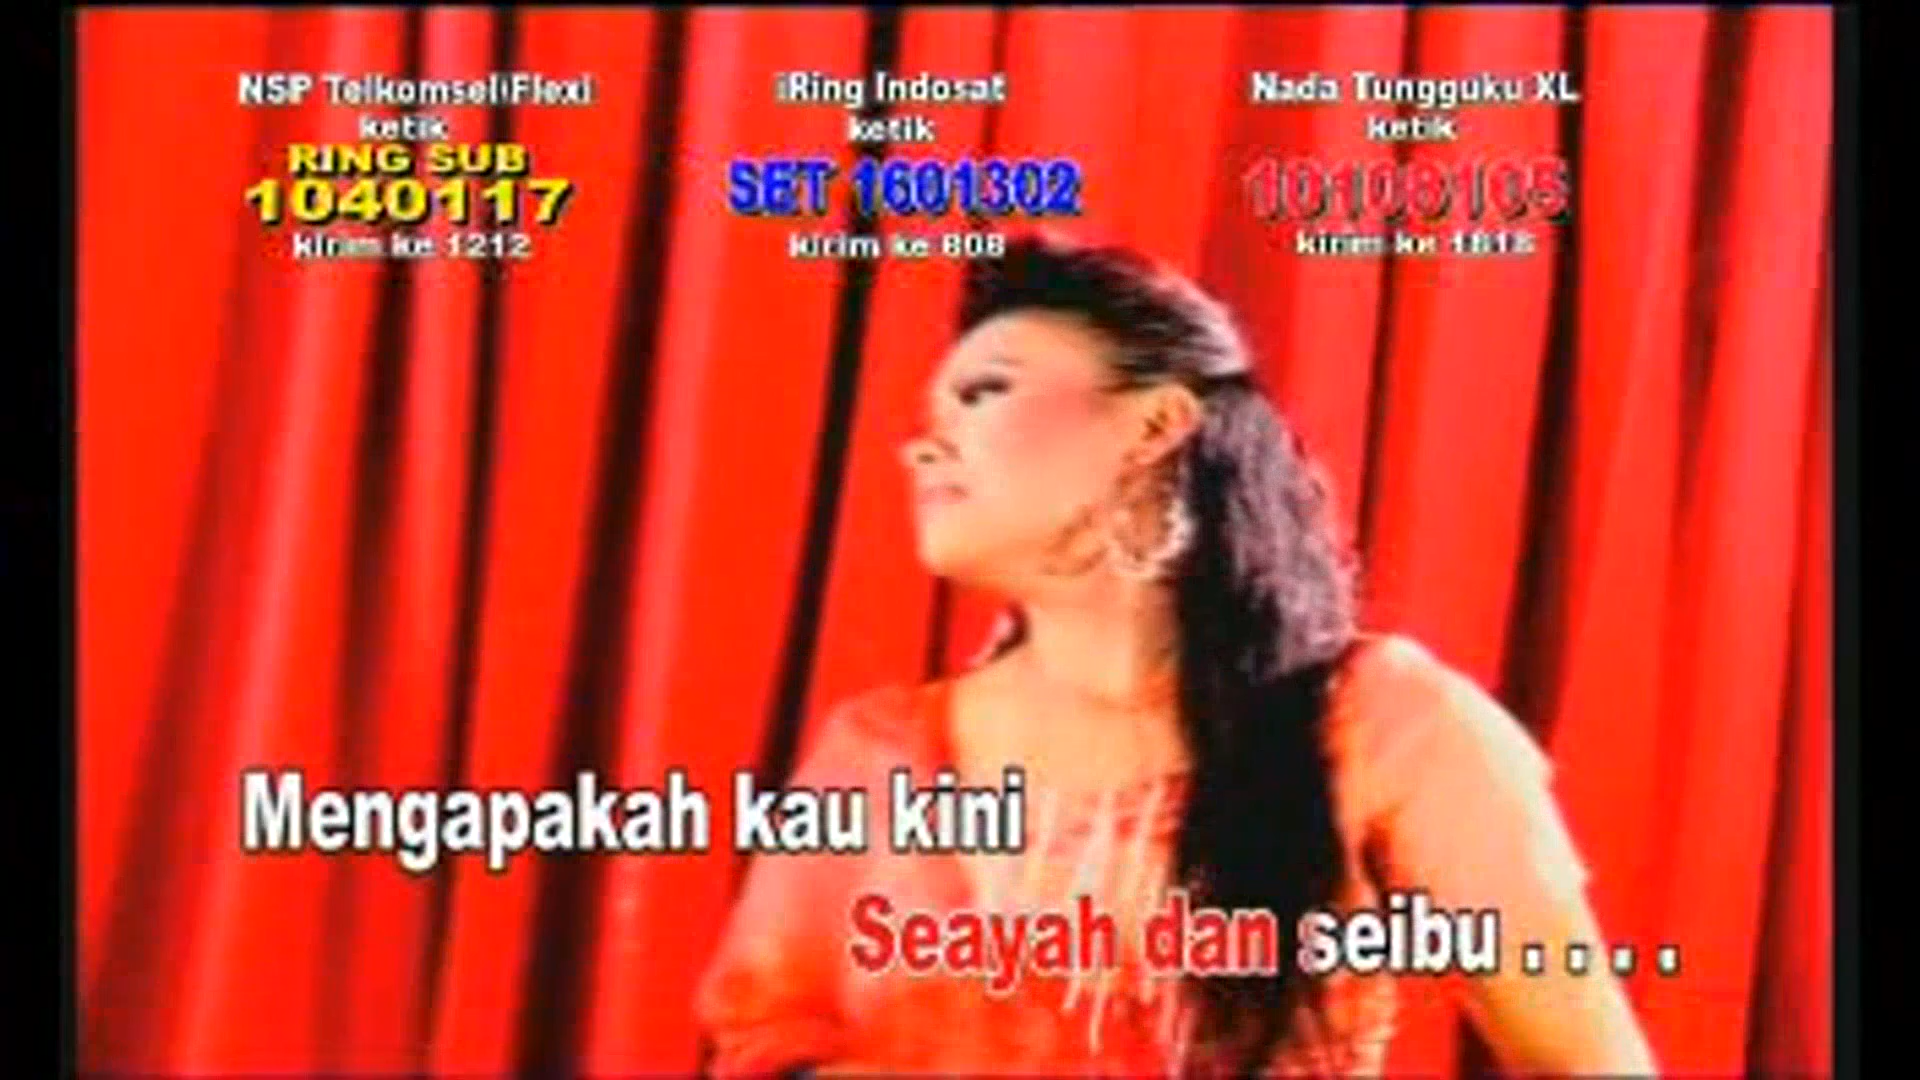 NSP Telkomsel/Flexi
ketik
RING SUB
1040117
kirim ke 1212
iRing Indosat
ketik
SET 1601302
kirim ke 808
Nada Tungguku XL
ketik
10108105
kirim ke 1818
Mengapakah kau kini
Seayah dan seibu . . . .